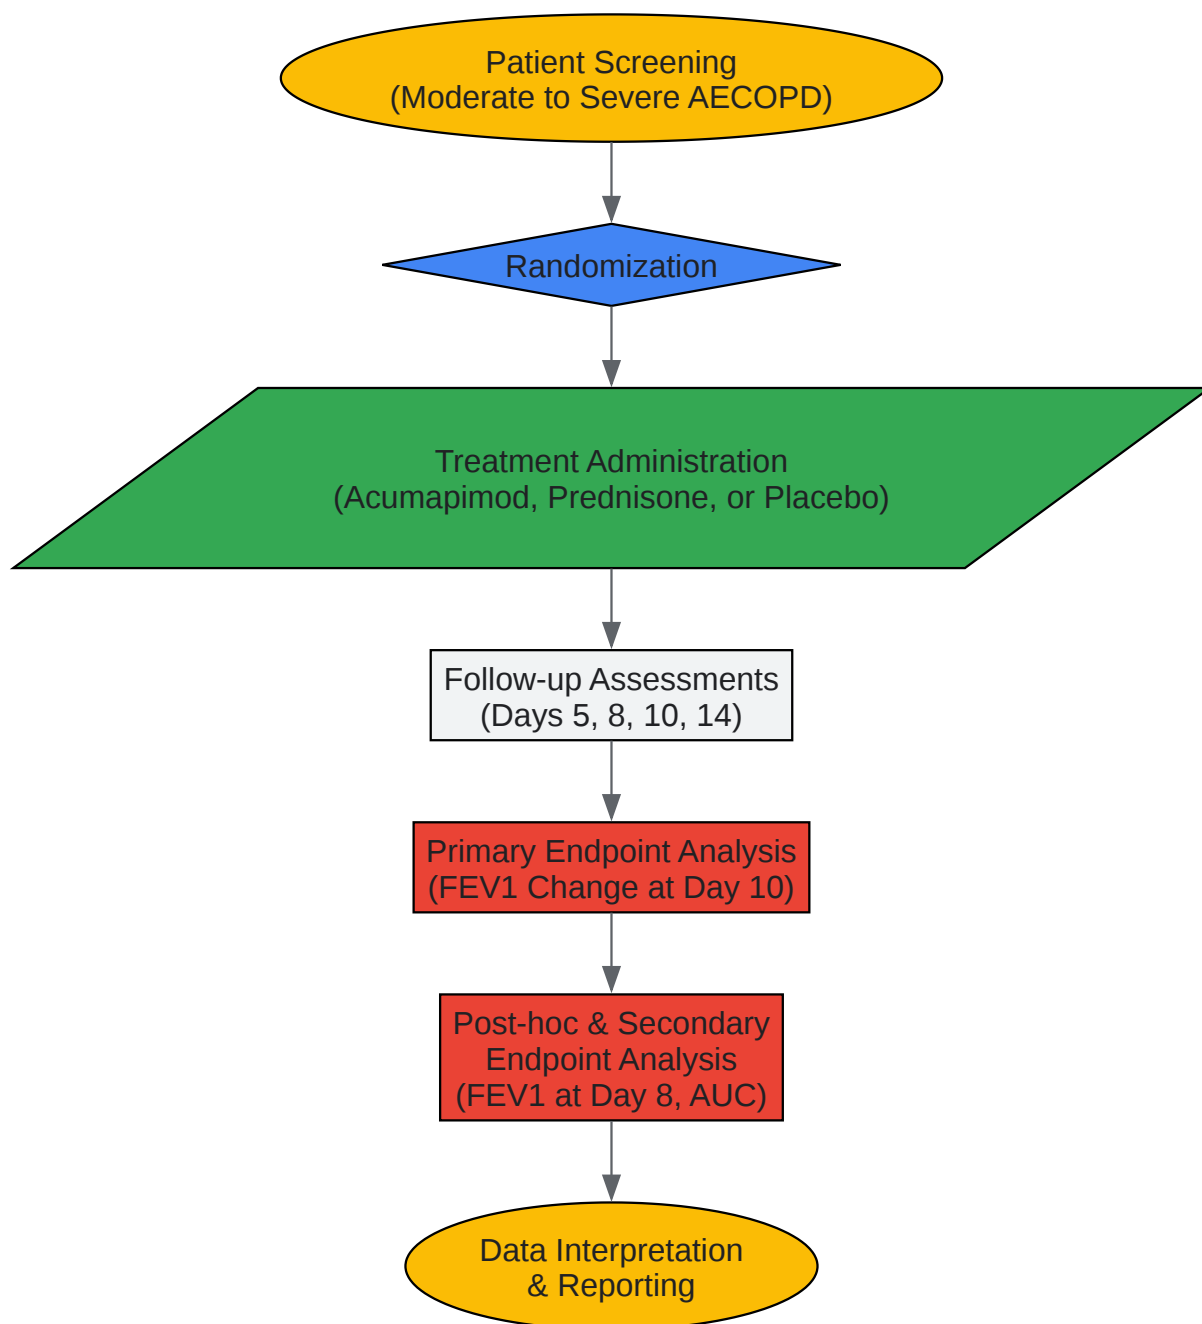 Patient Screening
(Moderate to Severe AECOPD)
Randomization
Treatment Administration
(Acumapimod, Prednisone, or Placebo)
Follow-up Assessments
(Days 5, 8, 10, 14)
Primary Endpoint Analysis
(FEV1 Change at Day 10)
Post-hoc & Secondary
Endpoint Analysis
(FEV1 at Day 8, AUC)
Data Interpretation
& Reporting